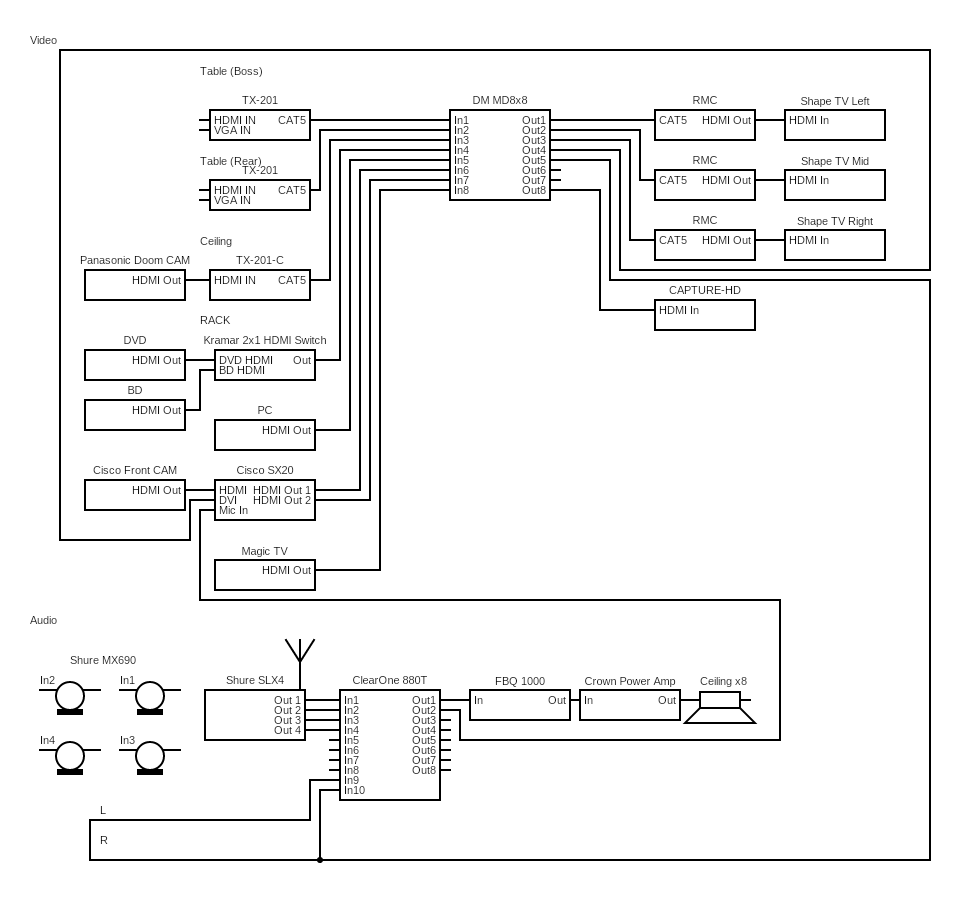 Video
Table (Boss)
TX-201
HDMI IN CAT5
VGA IN
Table (Rear)
TX-201
HDMI IN CAT5
VGA IN
Ceiling
Panasonic Doom CAM
HDMI Out
TX-201-C
HDMI IN CAT5
RACK
DVD
HDMI Out
Kramar 2x1 HDMI Switch
DVD HDMI Out
BD HDMI
BD
HDMI Out
PC
HDMI Out
Cisco Front CAM
HDMI Out
Cisco SX20
HDMI HDMI Out 1
DVI HDMI Out 2
Mic In
Magic TV
HDMI Out
DM MD8x8
In1 Out1
In2 Out2
In3 Out3
In4 Out4
In5 Out5
In6 Out6
In7 Out7
In8 Out8
RMC
CAT5 HDMI Out
Shape TV Left
HDMI In
RMC
CAT5 HDMI Out
Shape TV Mid
HDMI In
RMC
CAT5 HDMI Out
Shape TV Right
HDMI In
CAPTURE-HD
HDMI In
Audio
Shure MX690
In2 In1
In4 In3
Shure SLX4
Out 1
Out 2
Out 3
Out 4
ClearOne 880T
In1 Out1
In2 Out2
In3 Out3
In4 Out4
In5 Out5
In6 Out6
In7 Out7
In8 Out8
In9
In10
FBQ 1000
In Out
Crown Power Amp
In Out
Ceiling x8
L
R